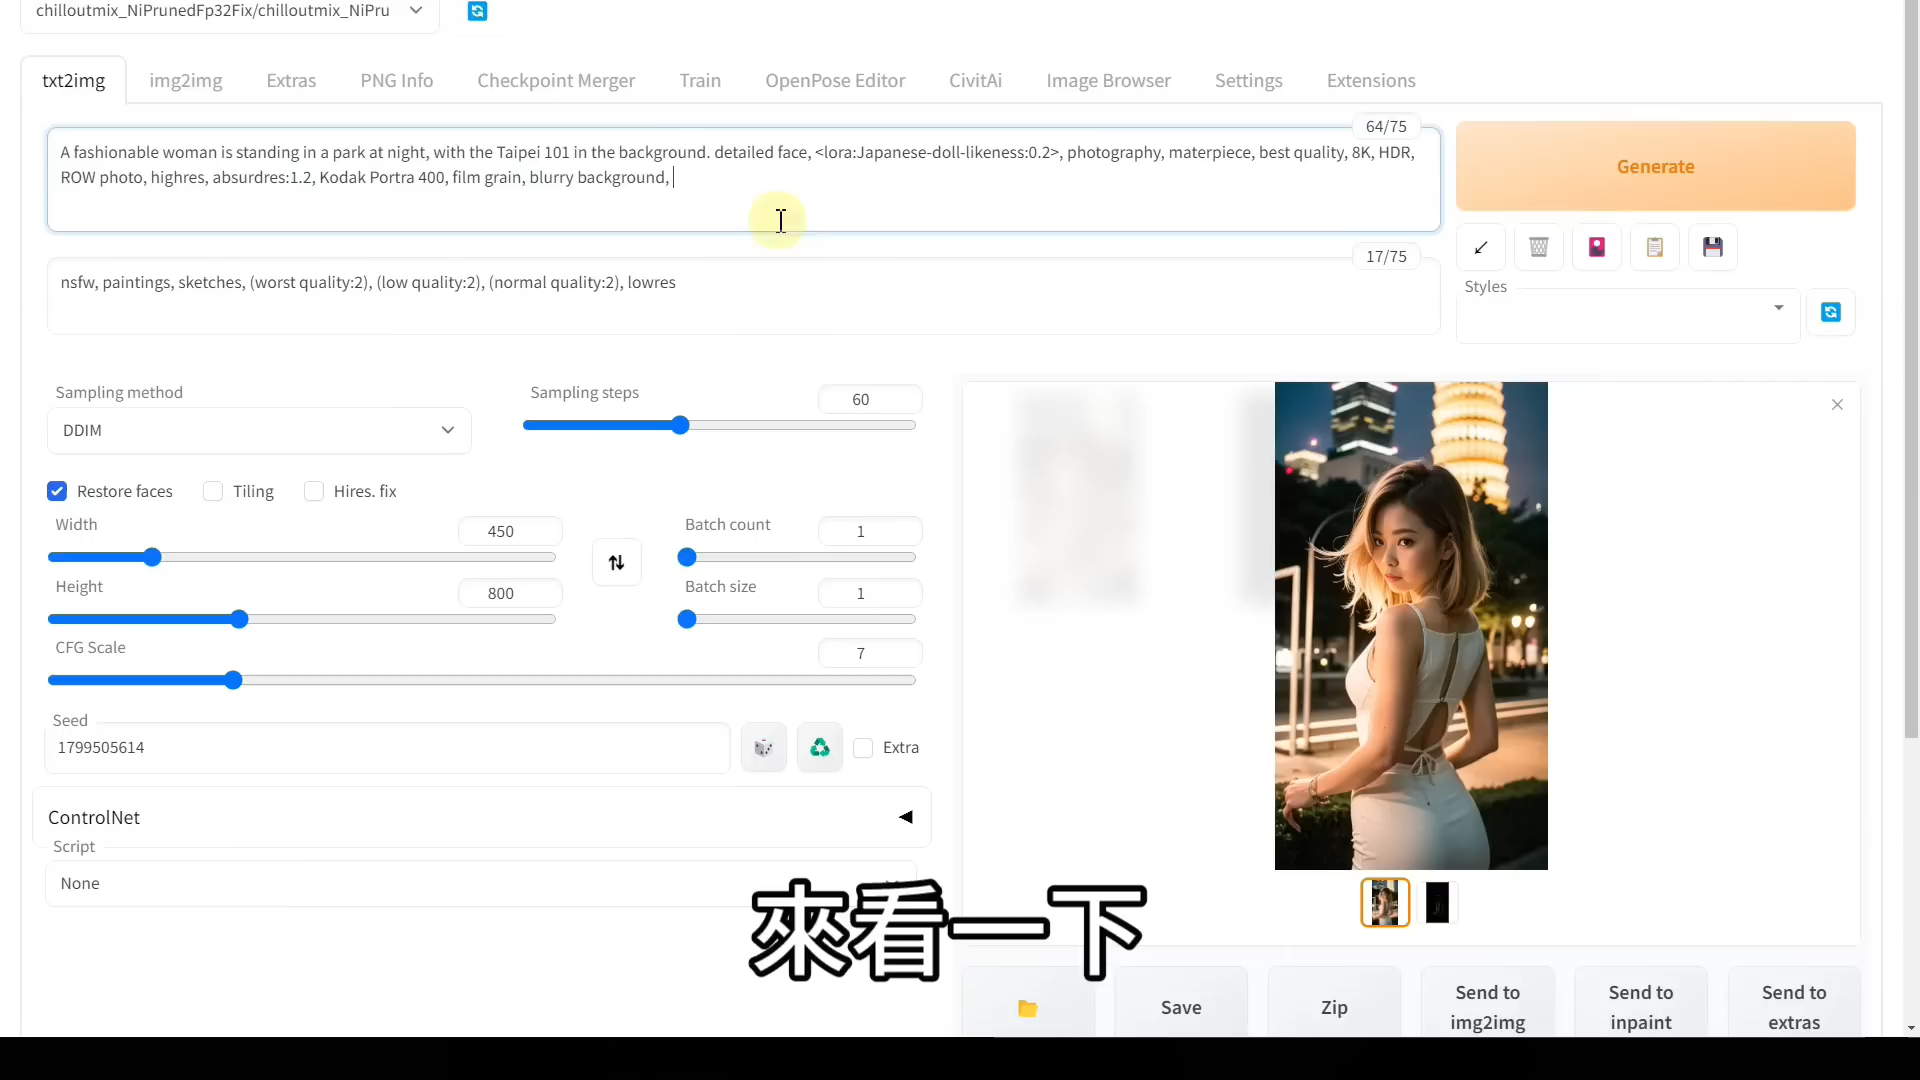 chilloutmix_NiPrunedFp32Fix/chilloutmix_NiPru
txt2img
img2img
Extras
PNG Info
Checkpoint Merger
Train
OpenPose Editor
CivitAi
Image Browser
Settings
Extensions
64/75
A fashionable woman is standing in a park at night, with the Taipei 101 in the background. detailed face, <lora:Japanese-doll-likeness:0.2>, photography, materpiece, best quality, 8K, HDR,
ROW photo, highres, absurdres:1.2, Kodak Portra 400, film grain, blurry background,
Generate
17/75
nsfw, paintings, sketches, (worst quality:2), (low quality:2), (normal quality:2), lowres
Styles
Sampling method
DDIM
Sampling steps
60
Restore faces
Tiling
Hires. fix
Width
450
Batch count
1
Height
800
Batch size
1
CFG Scale
7
Seed
1799505614
Extra
ControlNet
Script
None
來看一下
Save
Zip
Send to
img2img
Send to
inpaint
Send to
extras